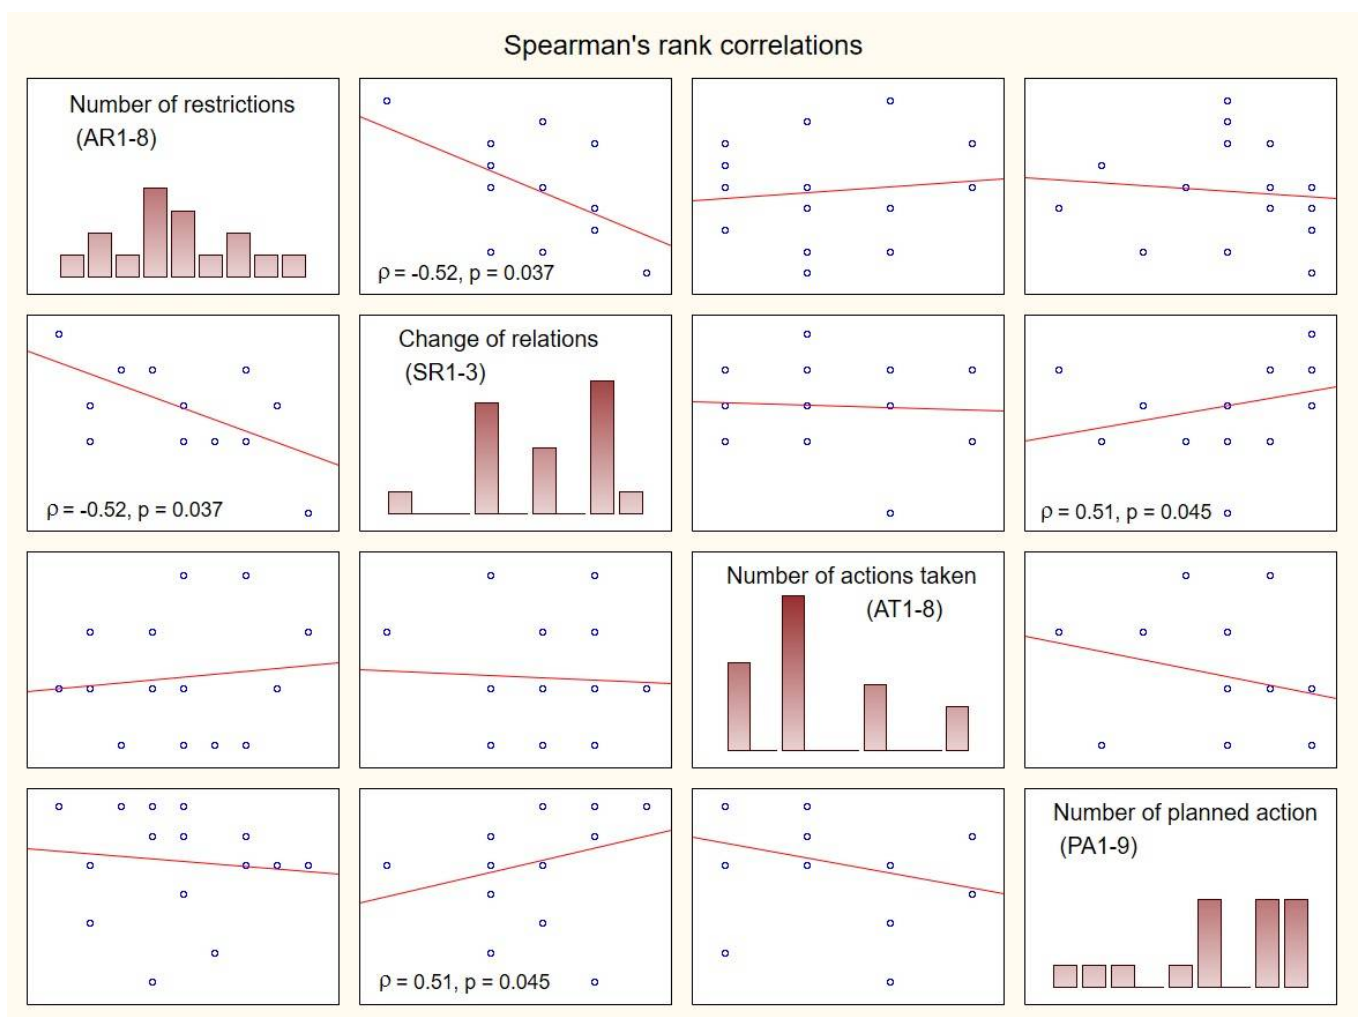 Spearman's rank correlations
Number of restrictions
(AR1-8)
ρ = -0.52, p = 0.037
Change of relations
(SR1-3)
ρ = -0.52, p = 0.037
ρ = 0.51, p = 0.045
Number of actions taken
(AT1-8)
Number of planned action
(PA1-9)
ρ = 0.51, p = 0.045